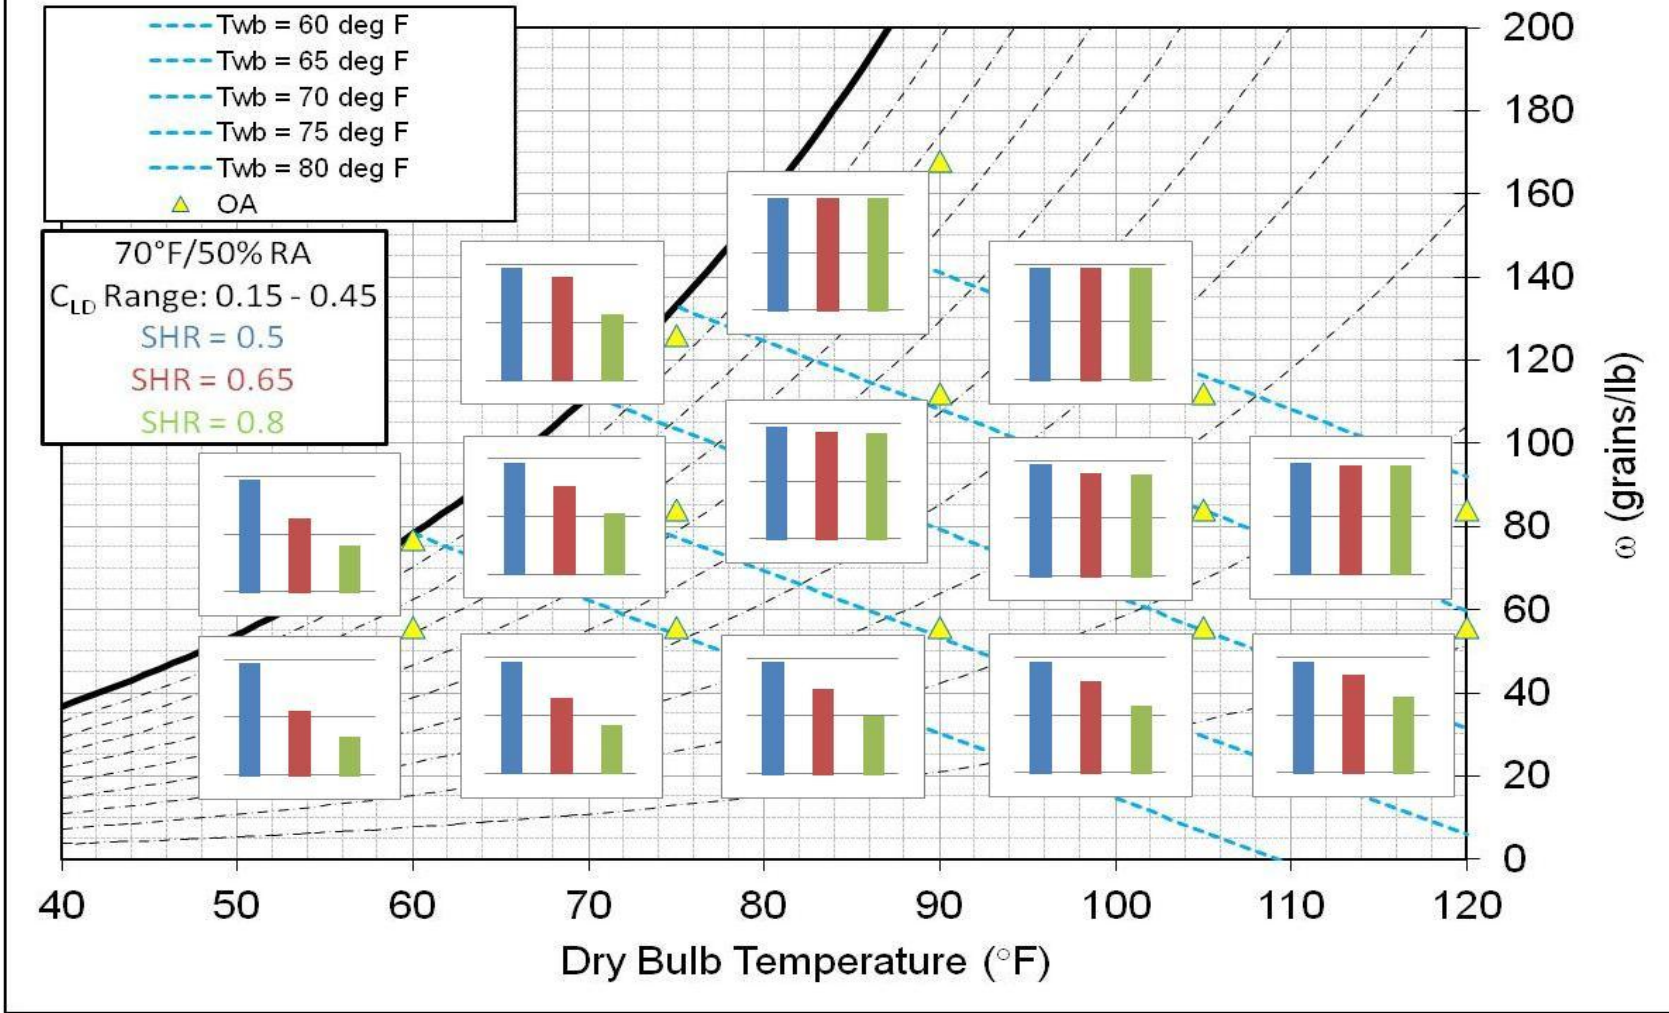 Twb = 60 deg F
Twb = 65 deg F
Twb = 70 deg F
Twb = 75 deg F
Twb = 80 deg F
OA
70°F/50% RA
CLD Range: 0.15 - 0.45
SHR = 0.5
SHR = 0.65
SHR = 0.8
200
180
160
140
120
100
80
60
40
20
0
ω (grains/lb)
40 50 60 70 80 90 100 110 120
Dry Bulb Temperature (°F)